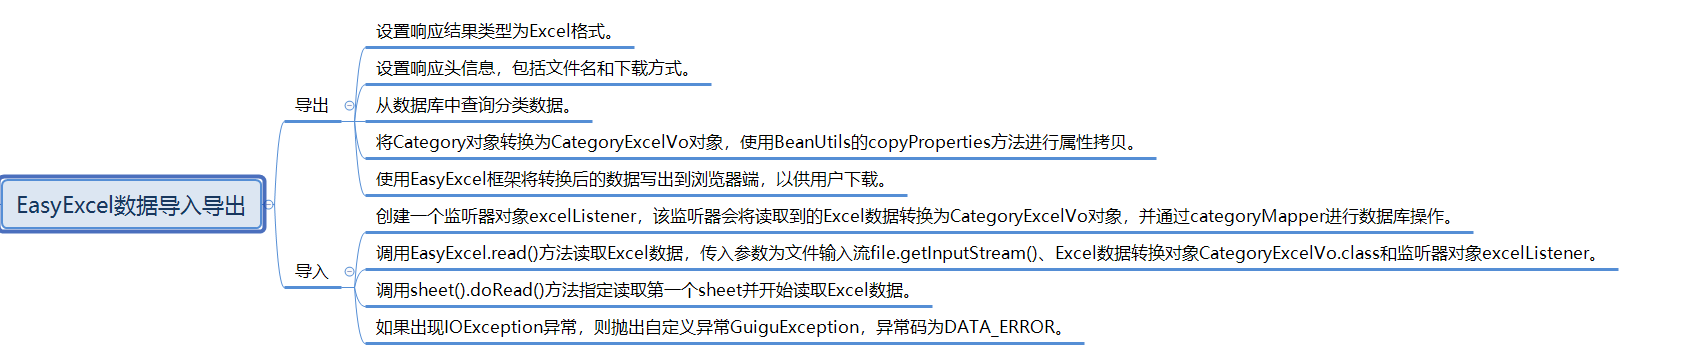 EasyExcel数据导入导出
导出
设置响应结果类型为Excel格式。
设置响应头信息，包括文件名和下载方式。
从数据库中查询分类数据。
将Category对象转换为CategoryExcelVo对象，使用BeanUtils的copyProperties方法进行属性拷贝。
使用EasyExcel框架将转换后的数据写出到浏览器端，以供用户下载。
导入
创建一个监听器对象excelListener，该监听器会将读取到的Excel数据转换为CategoryExcelVo对象，并通过categoryMapper进行数据库操作。
调用EasyExcel.read()方法读取Excel数据，传入参数为文件输入流file.getInputStream()、Excel数据转换对象CategoryExcelVo.class和监听器对象excelListener。
调用sheet().doRead()方法指定读取第一个sheet并开始读取Excel数据。
如果出现IOException异常，则抛出自定义异常GuiguException，异常码为DATA_ERROR。